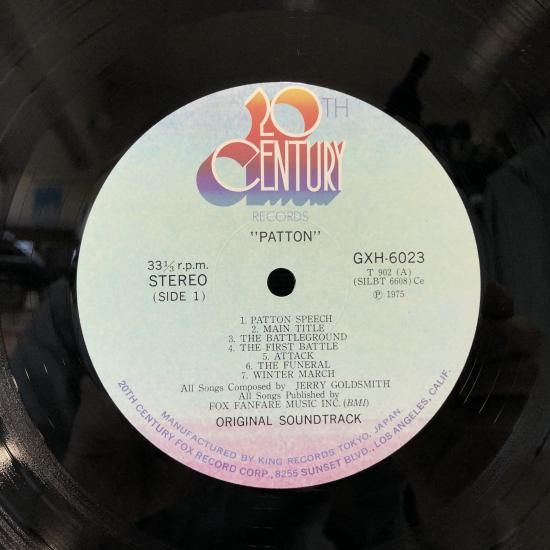 20TH
CENTURY
RECORDS
"PATTON"
33⅓ r.p.m.
STEREO
(SIDE 1)
GXH-6023
T 902 (A)
(SILBT 6608) Ce
Ⓟ 1975
1. PATTON SPEECH
2. MAIN TITLE
3. THE BATTLEGROUND
4. THE FIRST BATTLE
5. ATTACK
6. THE FUNERAL
7. WINTER MARCH
All Songs Composed by JERRY GOLDSMITH
All Songs Published by
FOX FANFARE MUSIC INC. (BMI)
ORIGINAL SOUNDTRACK
MANUFACTURED BY KING RECORDS TOKYO, JAPAN.
20TH CENTURY FOX RECORD CORP., 8255 SUNSET BLVD., LOS ANGELES, CALIF.